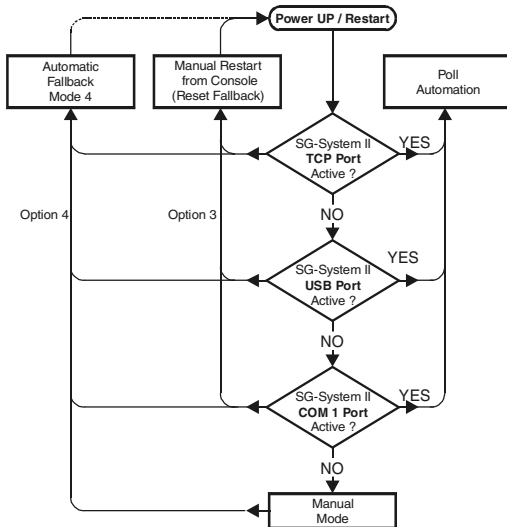 Power UP / Restart
Automatic
Fallback
Mode 4
Manual Restart
from Console
(Reset Fallback)
Poll
Automation
SG-System II
TCP Port
Active ?
YES
Option 4
Option 3
NO
SG-System II
USB Port
Active ?
YES
NO
SG-System II
COM 1 Port
Active ?
YES
NO
Manual
Mode